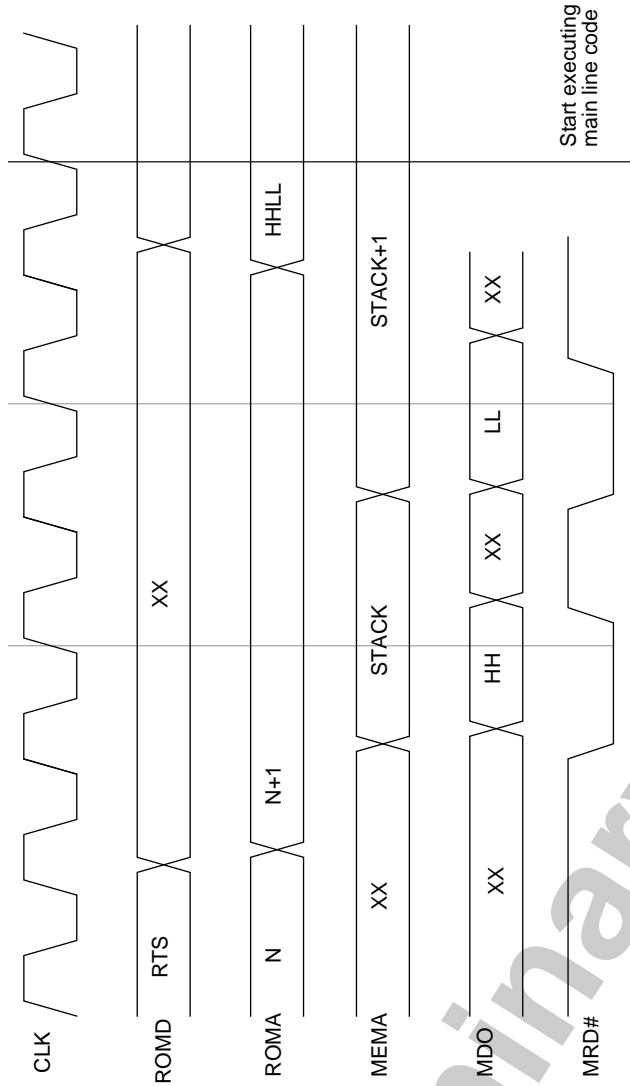 CLK
ROMD
RTS
XX
ROMA
N
N+1
HHLL
MEMA
XX
STACK
STACK+1
MDO
XX
HH
XX
LL
XX
MRD#
Start executing
main line code